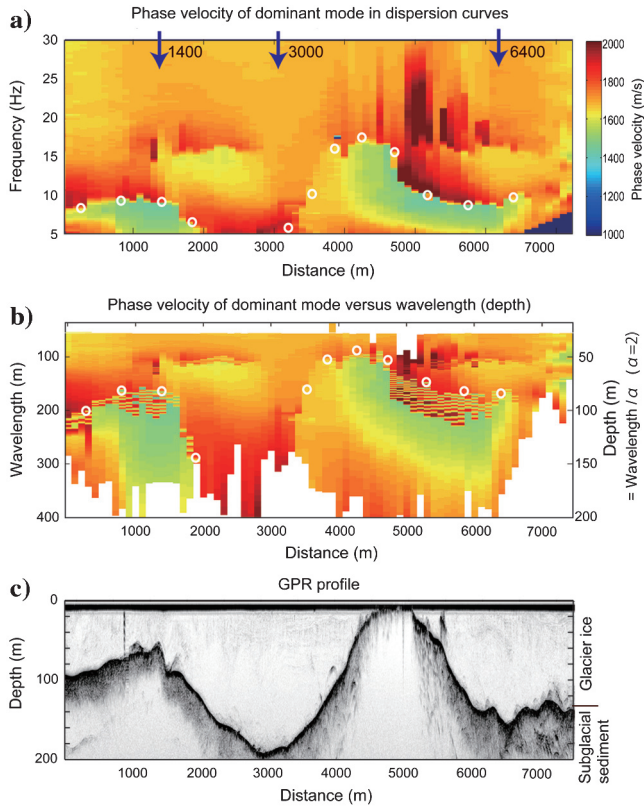 a)
Phase velocity of dominant mode in dispersion curves
1400
3000
6400
30
25
20
15
10
5
Frequency (Hz)
1000 2000 3000 4000 5000 6000 7000
Distance (m)
2000
1800
1600
1400
1200
1000
Phase velocity (m/s)
b)
Phase velocity of dominant mode versus wavelength (depth)
100
200
300
400
Wavelength (m)
1000 2000 3000 4000 5000 6000 7000
Distance (m)
50
100
150
200
Depth (m)
= Wavelength / α (α=2)
c)
GPR profile
0
100
200
Depth (m)
1000 2000 3000 4000 5000 6000 7000
Distance (m)
Glacier ice
Subglacial
sediment